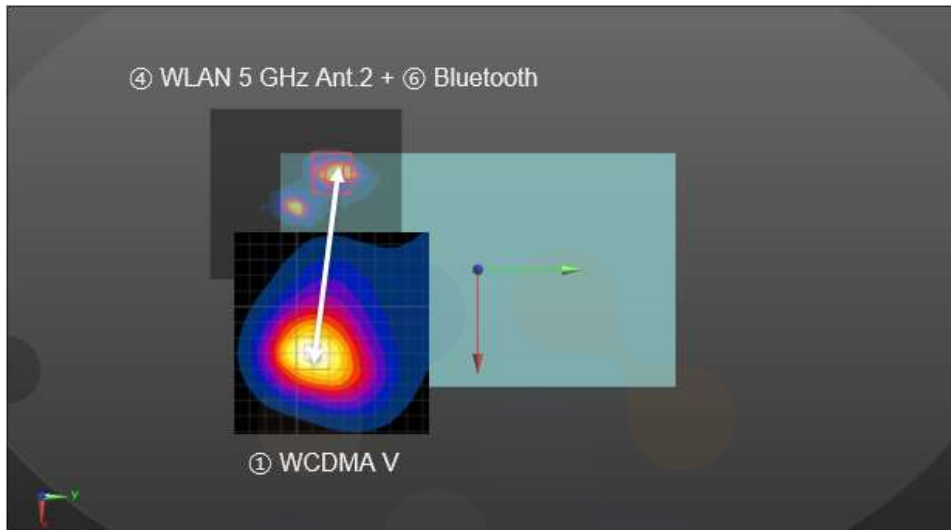 ④ WLAN 5 GHz Ant.2 + ⑥ Bluetooth
① WCDMA V
y